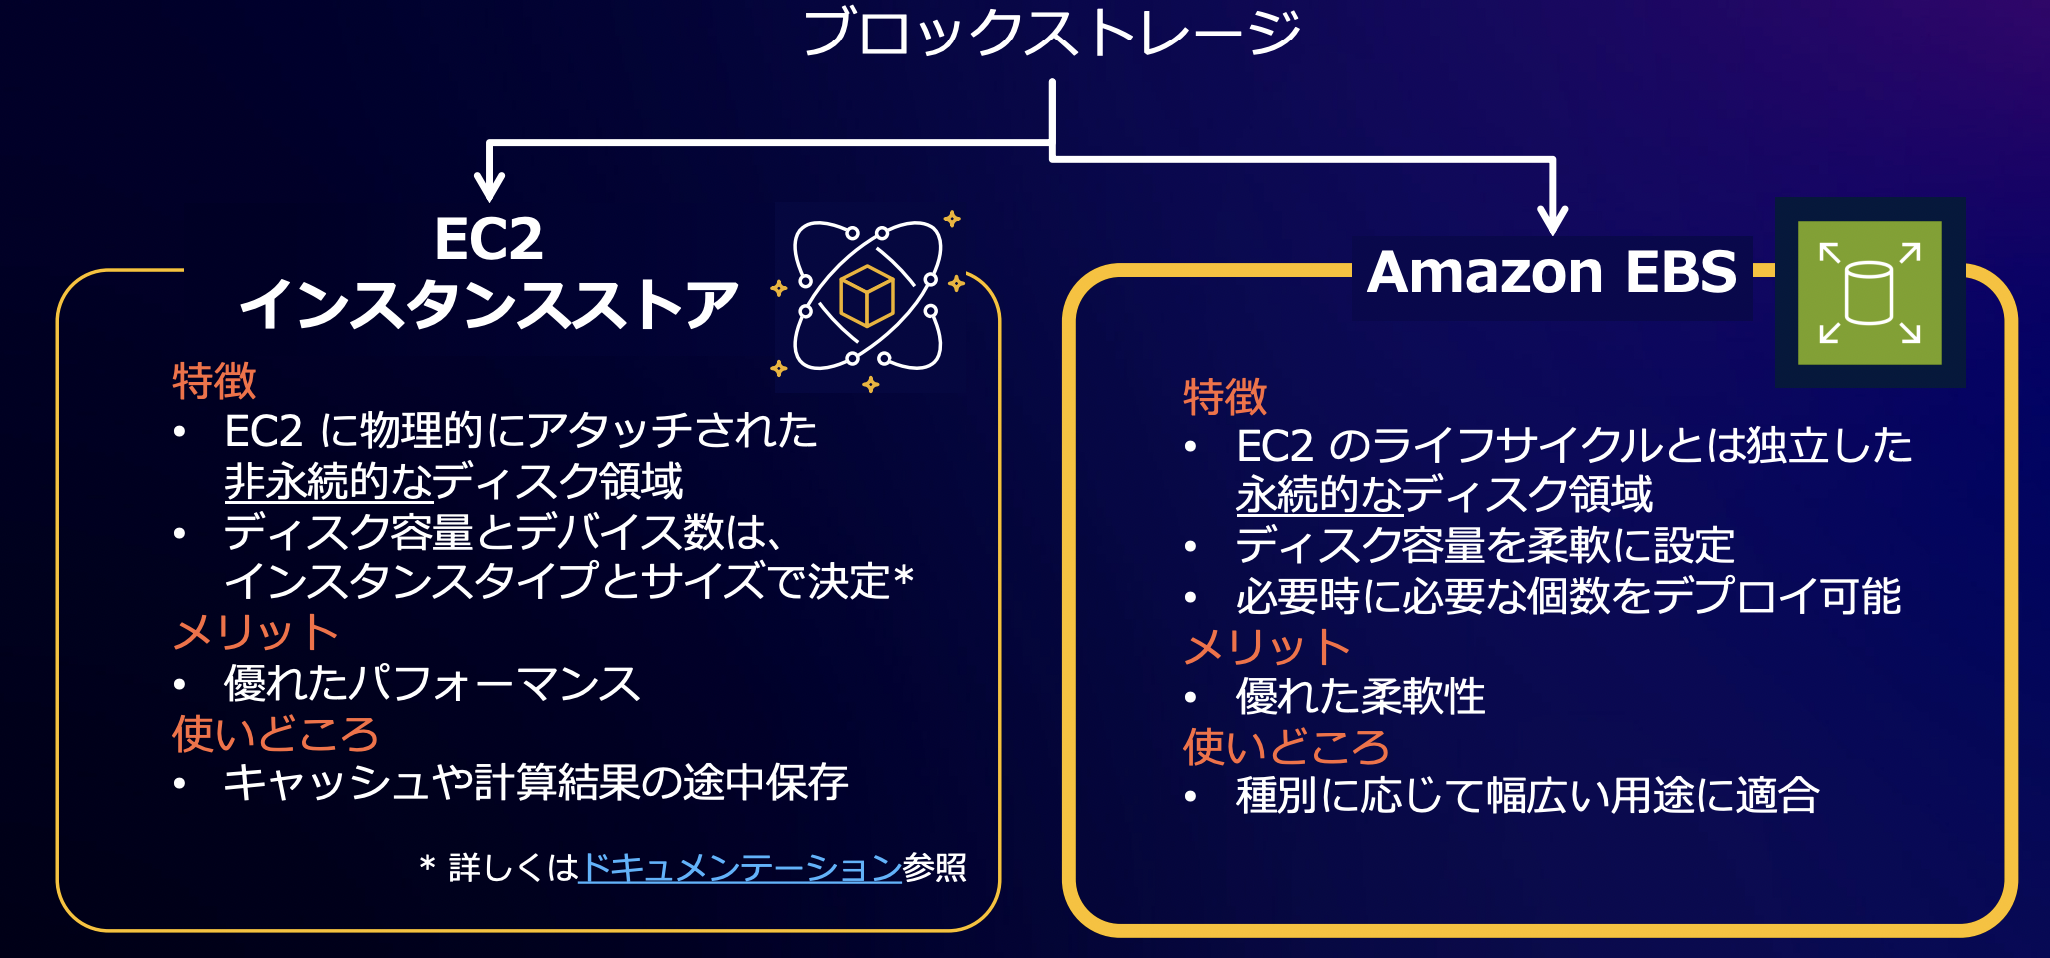 ブロックストレージ
EC2
インスタンスストア
特徴
• EC2 に物理的にアタッチされた
非永続的なディスク領域
• ディスク容量とデバイス数は、
インスタンスタイプとサイズで決定*
メリット
• 優れたパフォーマンス
使いどころ
• キャッシュや計算結果の途中保存
* 詳しくはドキュメンテーション参照
Amazon EBS
特徴
• EC2 のライフサイクルとは独立した
永続的なディスク領域
• ディスク容量を柔軟に設定
• 必要時に必要な個数をデプロイ可能
メリット
• 優れた柔軟性
使いどころ
• 種別に応じて幅広い用途に適合